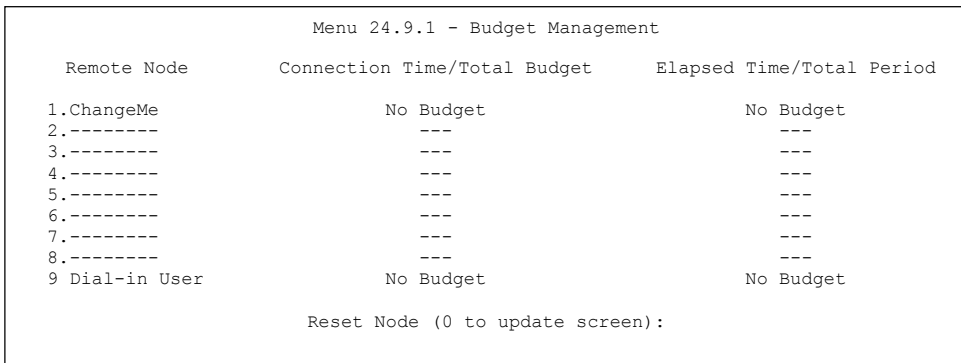 Menu 24.9.1 - Budget Management
Remote Node Connection Time/Total Budget Elapsed Time/Total Period
1.ChangeMe No Budget No Budget
2.-------- --- ---
3.-------- --- ---
4.-------- --- ---
5.-------- --- ---
6.-------- --- ---
7.-------- --- ---
8.-------- --- ---
9 Dial-in User No Budget No Budget
Reset Node (0 to update screen):